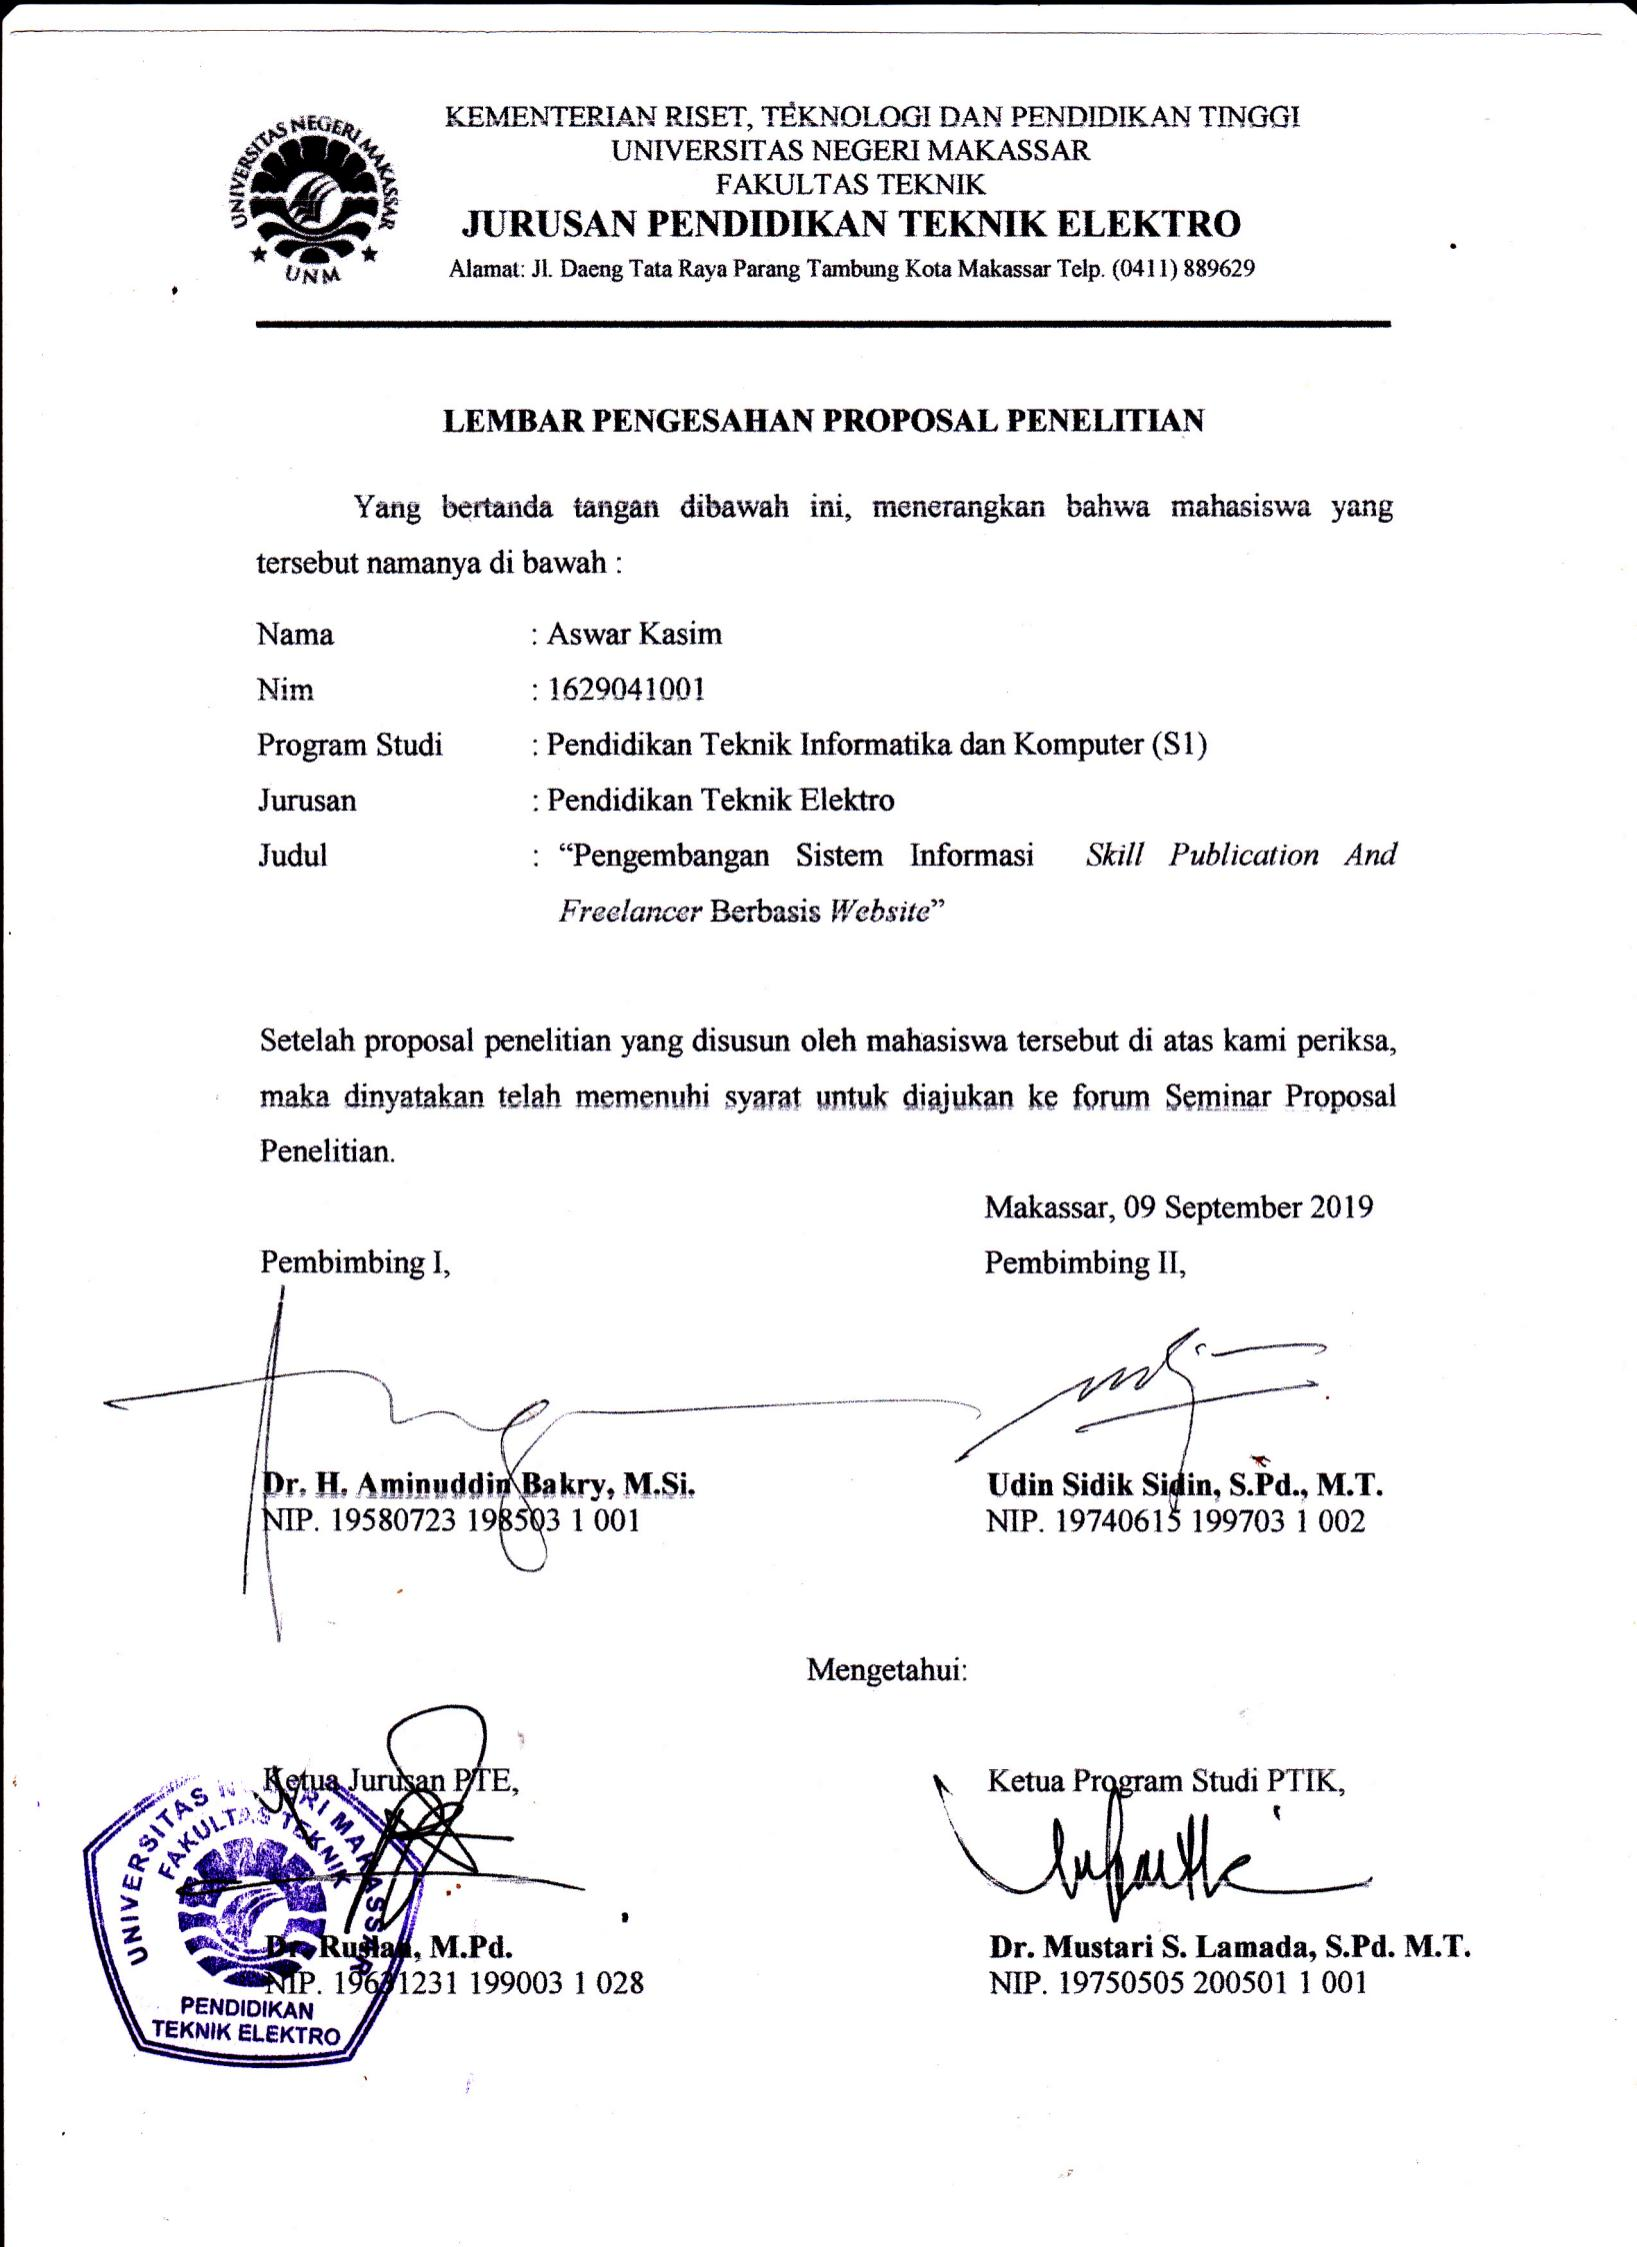 KEMENTERIAN RISET, TEKNOLOGI DAN PENDIDIKAN TINGGI
UNIVERSITAS NEGERI MAKASSAR
FAKULTAS TEKNIK
JURUSAN PENDIDIKAN TEKNIK ELEKTRO
Alamat: Jl. Daeng Tata Raya Parang Tambung Kota Makassar Telp. (0411) 889629
UNIVERSITAS NEGERI MAKASSAR
UNM
LEMBAR PENGESAHAN PROPOSAL PENELITIAN
Yang bertanda tangan dibawah ini, menerangkan bahwa mahasiswa yang
tersebut namanya di bawah :
Nama : Aswar Kasim
Nim : 1629041001
Program Studi : Pendidikan Teknik Informatika dan Komputer (S1)
Jurusan : Pendidikan Teknik Elektro
Judul : “Pengembangan Sistem Informasi Skill Publication And
Freelancer Berbasis Website”
Setelah proposal penelitian yang disusun oleh mahasiswa tersebut di atas kami periksa,
maka dinyatakan telah memenuhi syarat untuk diajukan ke forum Seminar Proposal
Penelitian.
Makassar, 09 September 2019
Pembimbing I, Pembimbing II,
Dr. H. Aminuddin Bakry, M.Si. Udin Sidik Sidin, S.Pd., M.T.
NIP. 19580723 198503 1 001 NIP. 19740615 199703 1 002
Mengetahui:
Ketua Jurusan PTE, Ketua Program Studi PTIK,
Dr. Ruslan, M.Pd. Dr. Mustari S. Lamada, S.Pd. M.T.
NIP. 19631231 199003 1 028 NIP. 19750505 200501 1 001
UNIVERSITAS NEGERI MAKASSAR
FAKULTAS TEKNIK
PENDIDIKAN
TEKNIK ELEKTRO